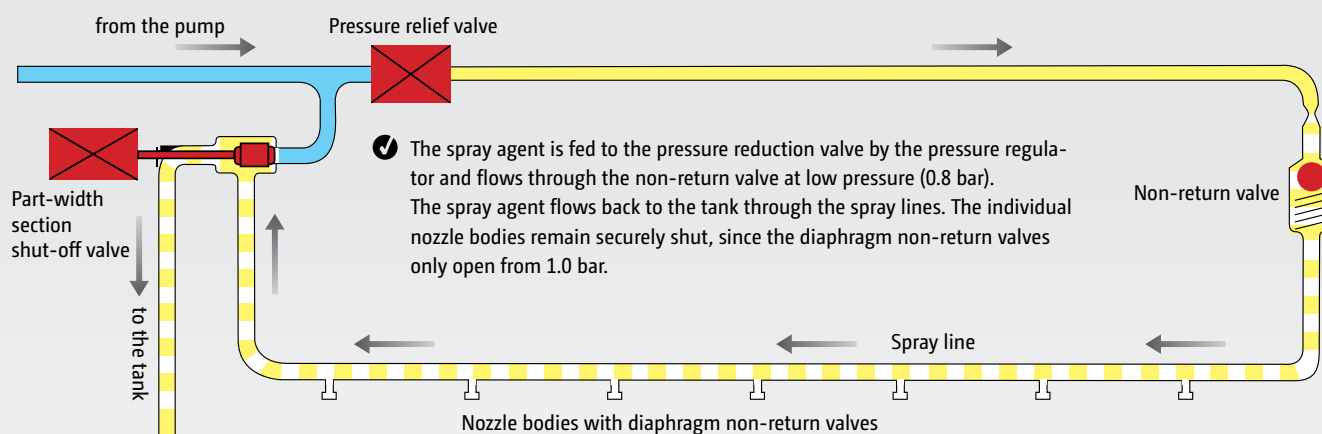 from the pump
Pressure relief valve
The spray agent is fed to the pressure reduction valve by the pressure regula-
tor and flows through the non-return valve at low pressure (0.8 bar).
The spray agent flows back to the tank through the spray lines. The individual
nozzle bodies remain securely shut, since the diaphragm non-return valves
only open from 1.0 bar.
Part-width
section
shut-off valve
Non-return valve
to the tank
Spray line
Nozzle bodies with diaphragm non-return valves